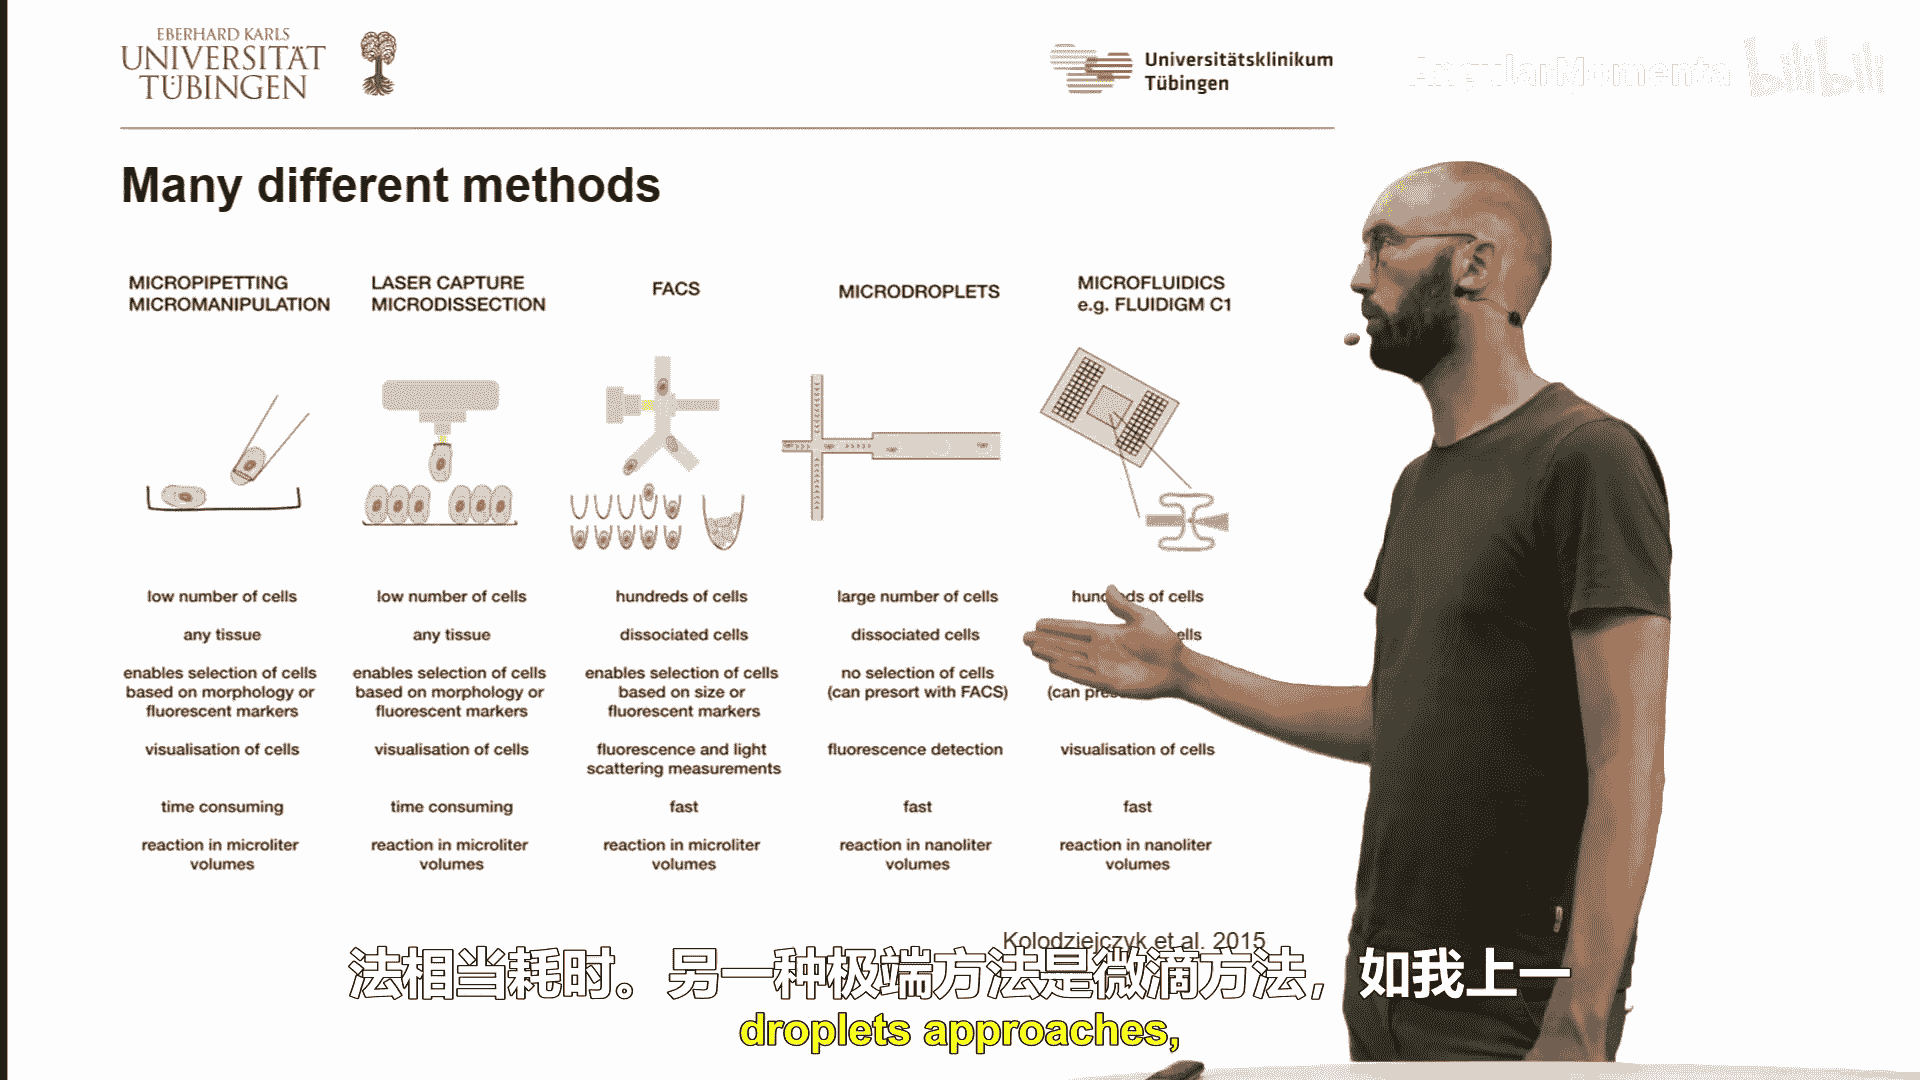 EBERHARD KARLS
UNIVERSITÄT
TÜBINGEN
Universitätsklinikum
Tübingen
AngularMomenta
bilibili
Many different methods
MICROPIPETTING
MICROMANIPULATION
low number of cells
any tissue
enables selection of cells
based on morphology or
fluorescent markers
visualisation of cells
time consuming
reaction in microliter
volumes
LASER CAPTURE
MICRODISSECTION
low number of cells
any tissue
enables selection of cells
based on morphology or
fluorescent markers
visualisation of cells
time consuming
reaction in microliter
volumes
FACS
hundreds of cells
dissociated cells
enables selection of cells
based on size or
fluorescent markers
fluorescence and light
scattering measurements
fast
reaction in microliter
volumes
MICRODROPLETS
large number of cells
dissociated cells
no selection of cells
(can presort with FACS)
fluorescence detection
fast
reaction in nanoliter
volumes
MICROFLUIDICS
e.g. FLUIDIGM C1
of cells
(can
visualisation of cells
fast
reaction in nanoliter
volumes
Kolodziejczyk et al. 2015
法相当耗时。另一种极端方法是微滴方法，如我上一
droplets approaches,